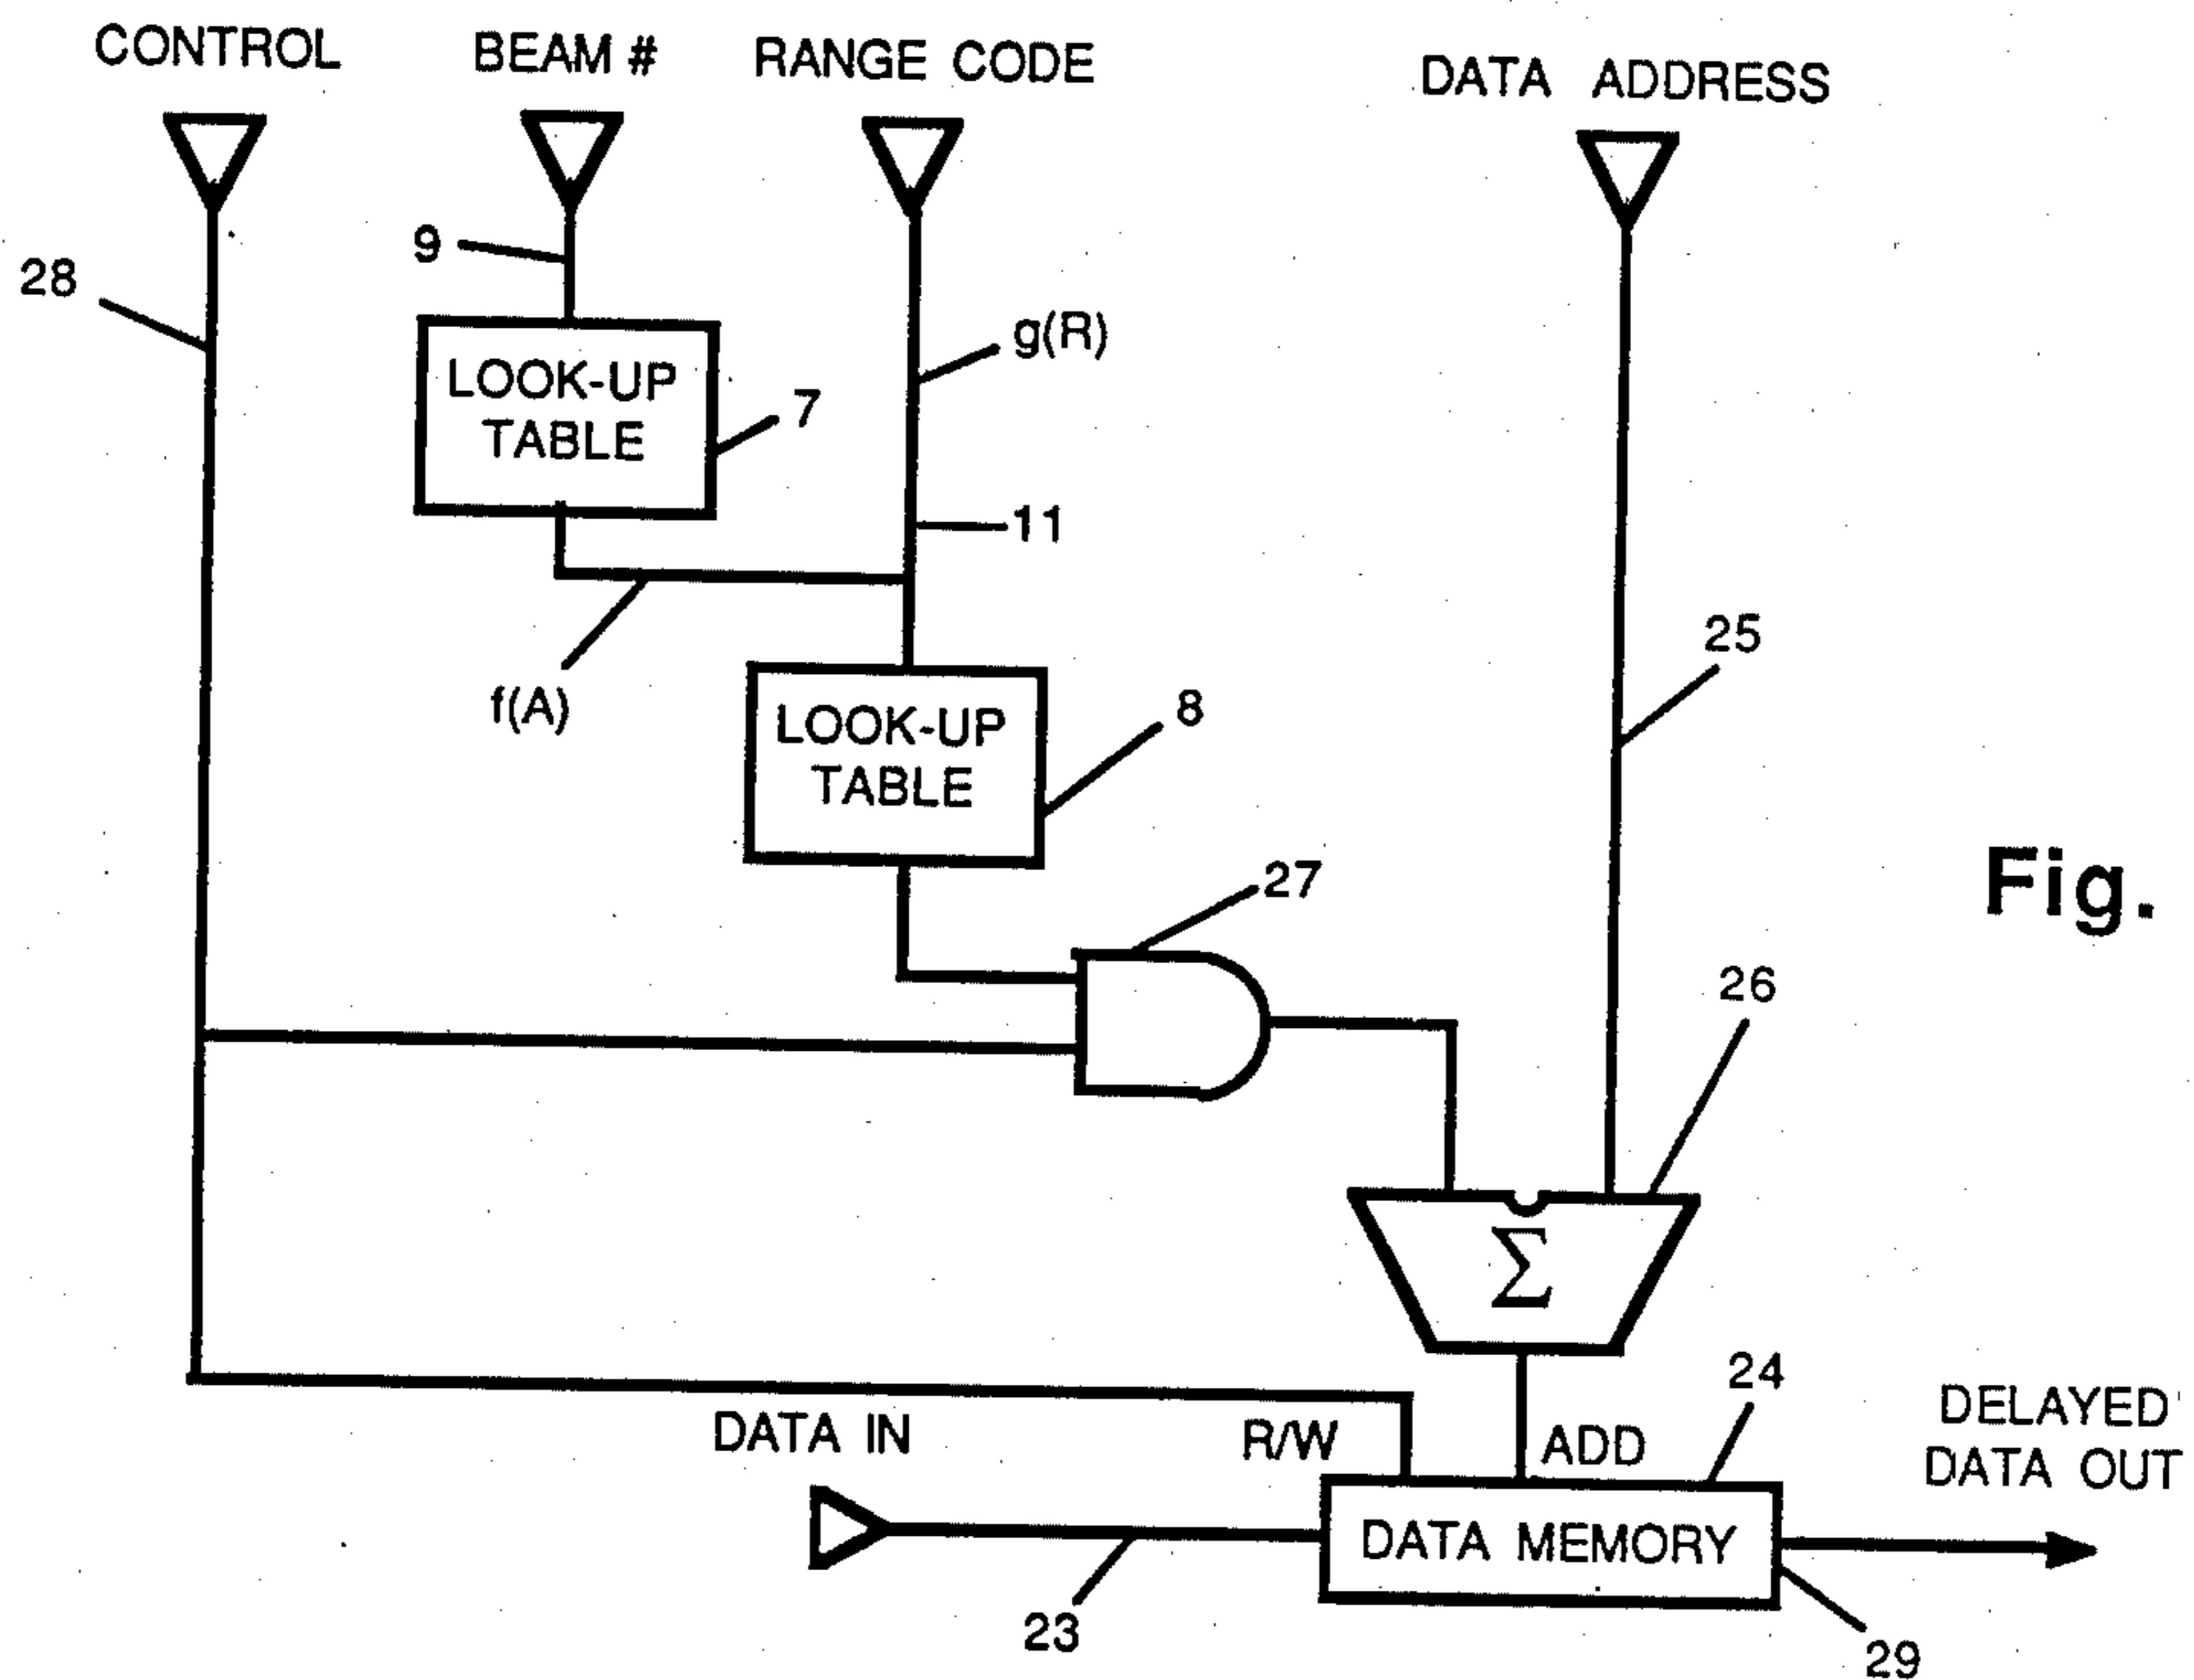 CONTROL
BEAM #
RANGE CODE
DATA ADDRESS
9
28
g(R)
LOOK-UP
TABLE
7
11
25
f(A)
LOOK-UP
TABLE
8
27
Fig.
26
Σ
24
DATA IN
R/W
ADD
DELAYED
DATA OUT
DATA MEMORY
23
29